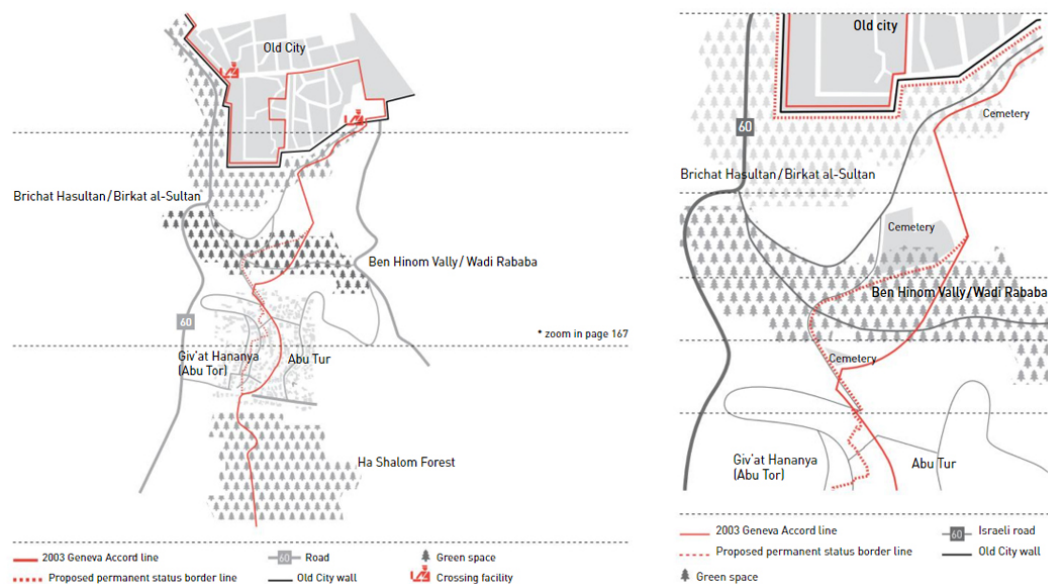 Old City
Brichat Hasultan/Birkat al-Sultan
Ben Hinom Vally/Wadi Rababa
60
* zoom in page 167
Giv'at Hananya
(Abu Tor)
Abu Tur
Ha Shalom Forest
2003 Geneva Accord line
60 Road
Green space
Proposed permanent status border line
Old City wall
Crossing facility
Old city
60
Cemetery
Brichat Hasultan/Birkat al-Sultan
Cemetery
Ben Hinom Vally/Wadi Rababa
Cemetery
Giv'at Hananya
(Abu Tor)
Abu Tur
2003 Geneva Accord line
60 Israeli road
Proposed permanent status border line
Old City wall
Green space